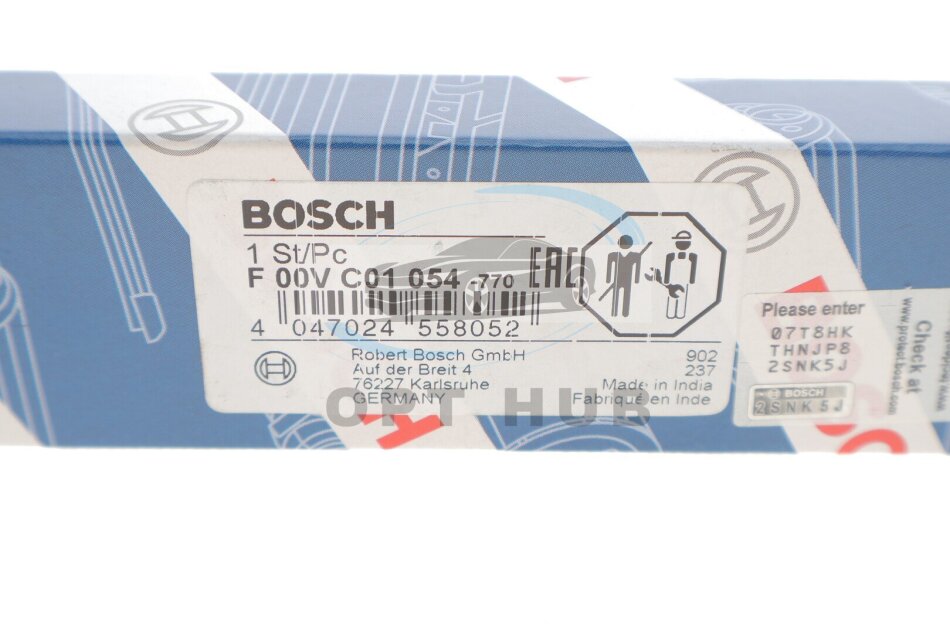 BOSCH
1 St/Pc
F 00V C01 054 770
EAC
4 047024 558052
Robert Bosch GmbH
Auf der Breit 4
76227 Karlsruhe
GERMANY
902
237
Made in India
Fabriqué en Inde
OPT HUB
Please enter
07T8HK
THNJP8
2SNK5J
BOSCH
2SNK5J
Check at
www.protect.bosch.com